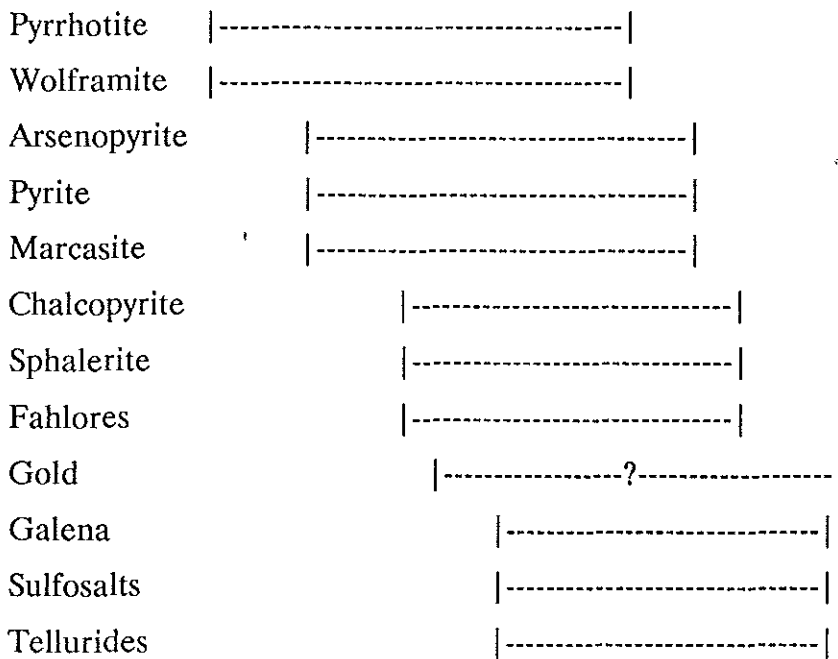 Pyrrhotite |--------------------------------------------|
Wolframite |--------------------------------------------|
Arsenopyrite |----------------------------------------|
Pyrite |----------------------------------------|
Marcasite |----------------------------------------|
Chalcopyrite |-----------------------------------|
Sphalerite |-----------------------------------|
Fahlores |-----------------------------------|
Gold |-------------------?---------------------
Galena |----------------------------------|
Sulfosalts |----------------------------------|
Tellurides |----------------------------------|